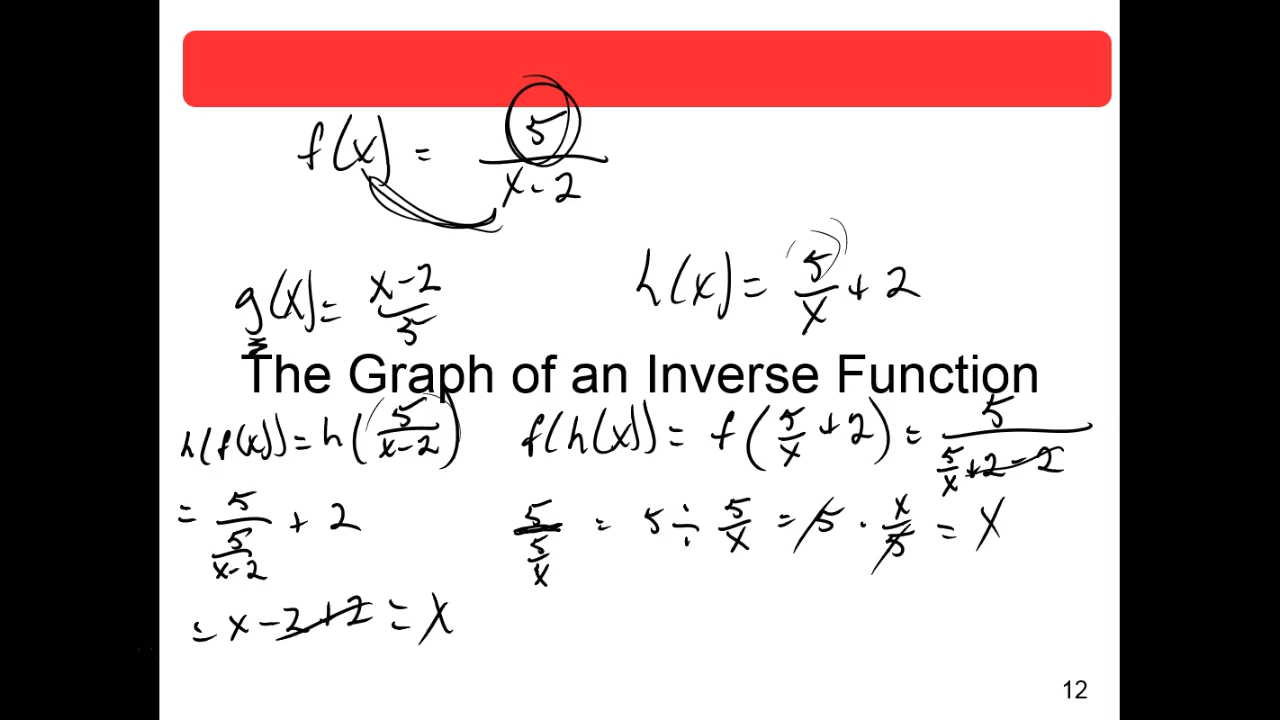 f(x) = 5/(x-2)
g(x) = (x-2)/5
h(x) = 5/x + 2
The Graph of an Inverse Function
h(f(x)) = h(5/(x-2))
= 5/(5/(x-2)) + 2
= x-2+2 = x
f(h(x)) = f(5/x + 2) = 5/(5/x+2-2)
5/(5/x) = 5 ÷ 5/x = 5 · x/5 = x
12